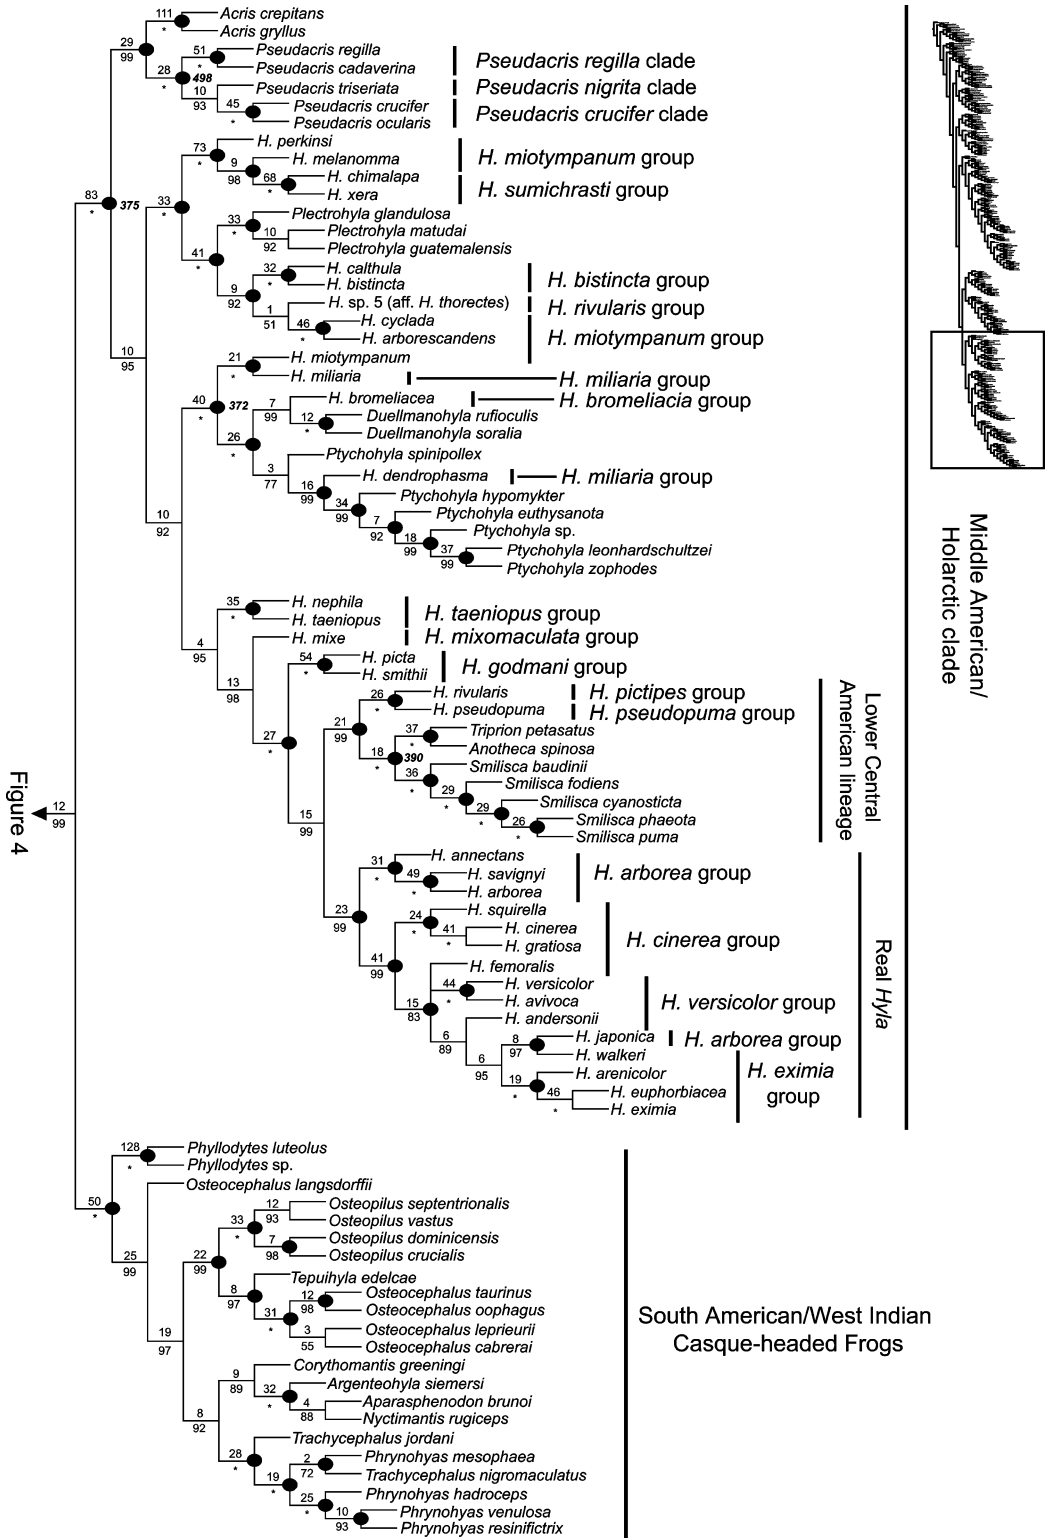 111
Acris crepitans
*
Acris gryllus
29
99
51
Pseudacris regilla
*
Pseudacris cadaverina
Pseudacris regilla clade
28
*
498
10
93
Pseudacris triseriata
Pseudacris nigrita clade
45
*
Pseudacris crucifer
Pseudacris ocularis
Pseudacris crucifer clade
83
*
375
33
*
73
*
H. perkinsi
9
98
H. melanomma
H. miotympanum group
68
*
H. chimalapa
H. xera
H. sumichrasti group
41
*
33
*
Plectrohyla glandulosa
10
92
Plectrohyla matudai
Plectrohyla guatemalensis
9
92
32
*
H. calthula
H. bistincta
H. bistincta group
1
51
H. sp. 5 (aff. H. thorectes)
H. rivularis group
46
*
H. cyclada
H. arborescandens
H. miotympanum group
10
95
10
92
40
*
372
21
*
H. miotympanum
H. miliaria
H. miliaria group
26
*
7
99
H. bromeliacea
H. bromeliacia group
12
*
Duellmanohyla rufioculis
Duellmanohyla soralia
3
77
Ptychohyla spinipollex
16
99
H. dendrophasma
H. miliaria group
34
99
Ptychohyla hypomykter
7
92
Ptychohyla euthysanota
18
99
Ptychohyla sp.
37
99
Ptychohyla leonhardschultzei
Ptychohyla zophodes
4
95
35
*
H. nephila
H. taeniopus
H. taeniopus group
13
98
H. mixe
H. mixomaculata group
27
*
54
*
H. picta
H. smithii
H. godmani group
15
99
21
99
26
*
H. rivularis
H. pictipes group
H. pseudopuma
H. pseudopuma group
18
*
390
37
*
Triprion petasatus
Anotheca spinosa
36
*
Smilisca baudinii
29
*
Smilisca fodiens
29
*
Smilisca cyanosticta
26
*
Smilisca phaeota
Smilisca puma
Lower Central
American lineage
23
99
31
*
H. annectans
49
*
H. savignyi
H. arborea
H. arborea group
41
99
24
*
H. squirella
41
*
H. cinerea
H. gratiosa
H. cinerea group
15
83
H. femoralis
44
*
H. versicolor
H. avivoca
H. versicolor group
6
89
H. andersonii
6
95
8
97
H. japonica
H. arborea group
H. walkeri
19
*
H. arenicolor
46
*
H. euphorbiacea
H. eximia
H. eximia
group
Real Hyla
Middle American/
Holarctic clade
12
99
Figure 4
50
*
128
*
Phyllodytes luteolus
Phyllodytes sp.
25
99
Osteocephalus langsdorffii
19
97
22
99
33
*
12
93
Osteopilus septentrionalis
Osteopilus vastus
7
98
Osteopilus dominicensis
Osteopilus crucialis
8
97
Tepuihyla edelcae
31
*
12
98
Osteocephalus taurinus
Osteocephalus oophagus
3
55
Osteocephalus leprieurii
Osteocephalus cabrerai
8
92
9
89
Corythomantis greeningi
32
*
Argenteohyla siemersi
4
88
Aparasphenodon brunoi
Nyctimantis rugiceps
28
*
Trachycephalus jordani
19
*
2
72
Phrynohyas mesophaea
Trachycephalus nigromaculatus
25
*
Phrynohyas hadroceps
10
93
Phrynohyas venulosa
Phrynohyas resinifictrix
South American/West Indian
Casque-headed Frogs